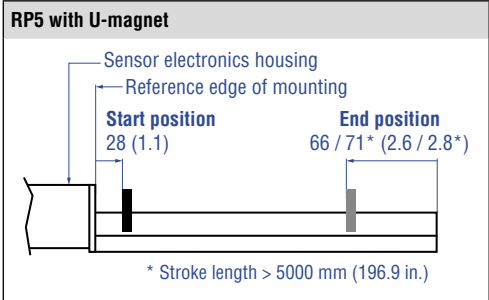 RP5 with U-magnet
Sensor electronics housing
Reference edge of mounting
Start position
28 (1.1)
End position
66 / 71* (2.6 / 2.8*)
* Stroke length > 5000 mm (196.9 in.)